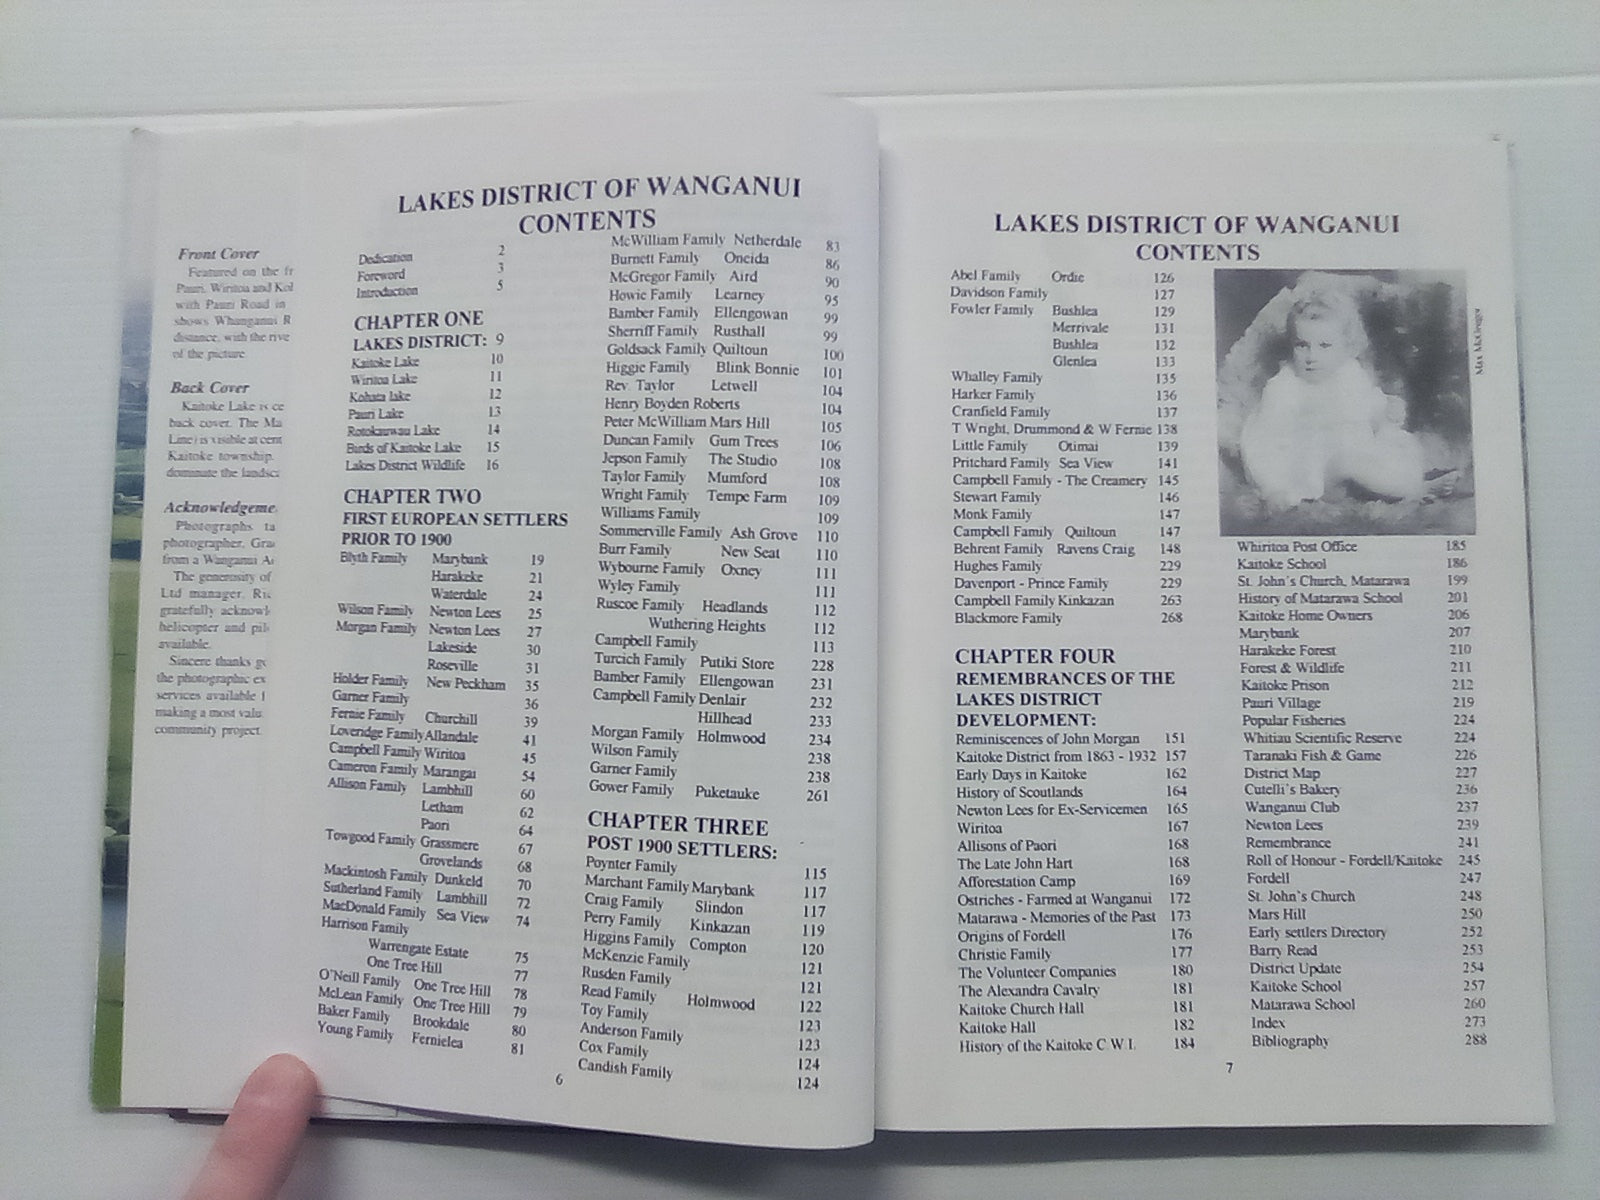 Front Cover
Featured on the fr
Pauri, Wiritoa and Kol
with Pauri Road in
shows Whanganui R
distance, with the rive
of the picture.
Back Cover
Kaitoke Lake is ce
back cover. The Ma
Line) is visible at cent
Kaitoke township.
dominate the landsca
Acknowledgeme
Photographs ta
photographer, Gra
from a Wanganui A
The generosity of
Ltd manager, Ric
gratefully acknowl
helicopter and pil
available.
Sincere thanks go
the photographic ex
services available
making a most valu
community project.
LAKES DISTRICT OF WANGANUI
CONTENTS
Dedication 2
Foreword 3
Introduction 5
CHAPTER ONE
LAKES DISTRICT: 9
Kaitoke Lake 10
Wiritoa Lake 11
Kohata lake 12
Pauri Lake 13
Rotokauwau Lake 14
Birds of Kaitoke Lake 15
Lakes District Wildlife 16
CHAPTER TWO
FIRST EUROPEAN SETTLERS
PRIOR TO 1900
Blyth Family Marybank 19
Harakeke 21
Waterdale 24
Wilson Family Newton Lees 25
Morgan Family Newton Lees 27
Lakeside 30
Roseville 31
Holder Family New Peckham 35
Garner Family 36
Fernie Family Churchill 39
Loveridge Family Allandale 41
Campbell Family Wiritoa 45
Cameron Family Marangai 54
Allison Family Lambhill 60
Letham 62
Paori 64
Towgood Family Grassmere 67
Grovelands 68
Mackintosh Family Dunkeld 70
Sutherland Family Lambhill 72
MacDonald Family Sea View 74
Harrison Family
Warrengate Estate 75
One Tree Hill 77
O'Neill Family One Tree Hill 78
McLean Family One Tree Hill 79
Baker Family Brookdale 80
Young Family Fernielea 81
McWilliam Family Netherdale 83
Burnett Family Oneida 86
McGregor Family Aird 90
Howie Family Learney 95
Bamber Family Ellengowan 99
Sherriff Family Rusthall 99
Goldsack Family Quiltoun 100
Higgie Family Blink Bonnie 101
Rev. Taylor Letwell 104
Henry Boyden Roberts 104
Peter McWilliam Mars Hill 105
Duncan Family Gum Trees 106
Jepson Family The Studio 108
Taylor Family Mumford 108
Wright Family Tempe Farm 109
Williams Family 109
Sommerville Family Ash Grove 110
Burr Family New Seat 110
Wybourne Family Oxney 111
Wyley Family 111
Ruscoe Family Headlands 112
Wuthering Heights 112
Campbell Family 113
Turcich Family Putiki Store 228
Bamber Family Ellengowan 231
Campbell Family Denlair 232
Hillhead 233
Morgan Family Holmwood 234
Wilson Family 238
Garner Family 238
Gower Family Puketauke 261
CHAPTER THREE
POST 1900 SETTLERS:
Poynter Family 115
Marchant Family Marybank 117
Craig Family Slindon 117
Perry Family Kinkazan 119
Higgins Family Compton 120
McKenzie Family 121
Rusden Family 121
Read Family Holmwood 122
Toy Family 123
Anderson Family 123
Cox Family 124
Candish Family 124
6
LAKES DISTRICT OF WANGANUI
CONTENTS
Abel Family Ordie 126
Davidson Family 127
Fowler Family Bushlea 129
Merrivale 131
Bushlea 132
Glenlea 133
Whalley Family 135
Harker Family 136
Cranfield Family 137
T Wright, Drummond & W Fernie 138
Little Family Otimai 139
Pritchard Family Sea View 141
Campbell Family - The Creamery 145
Stewart Family 146
Monk Family 147
Campbell Family Quiltoun 147
Behrent Family Ravens Craig 148
Hughes Family 229
Davenport - Prince Family 229
Campbell Family Kinkazan 263
Blackmore Family 268
CHAPTER FOUR
REMEMBRANCES OF THE
LAKES DISTRICT
DEVELOPMENT:
Reminiscences of John Morgan 151
Kaitoke District from 1863 - 1932 157
Early Days in Kaitoke 162
History of Scoutlands 164
Newton Lees for Ex-Servicemen 165
Wiritoa 167
Allisons of Paori 168
The Late John Hart 168
Afforestation Camp 169
Ostriches - Farmed at Wanganui 172
Matarawa - Memories of the Past 173
Origins of Fordell 176
Christie Family 177
The Volunteer Companies 180
The Alexandra Cavalry 181
Kaitoke Church Hall 181
Kaitoke Hall 182
History of the Kaitoke C.W.I. 184
Max McGregor
Whiritoa Post Office 185
Kaitoke School 186
St. John's Church, Matarawa 199
History of Matarawa School 201
Kaitoke Home Owners 206
Marybank 207
Harakeke Forest 210
Forest & Wildlife 211
Kaitoke Prison 212
Pauri Village 219
Popular Fisheries 224
Whitiau Scientific Reserve 224
Taranaki Fish & Game 226
District Map 227
Cutelli's Bakery 236
Wanganui Club 237
Newton Lees 239
Remembrance 241
Roll of Honour - Fordell/Kaitoke 245
Fordell 247
St. John's Church 248
Mars Hill 250
Early settlers Directory 252
Barry Read 253
District Update 254
Kaitoke School 257
Matarawa School 260
Index 273
Bibliography 288
7